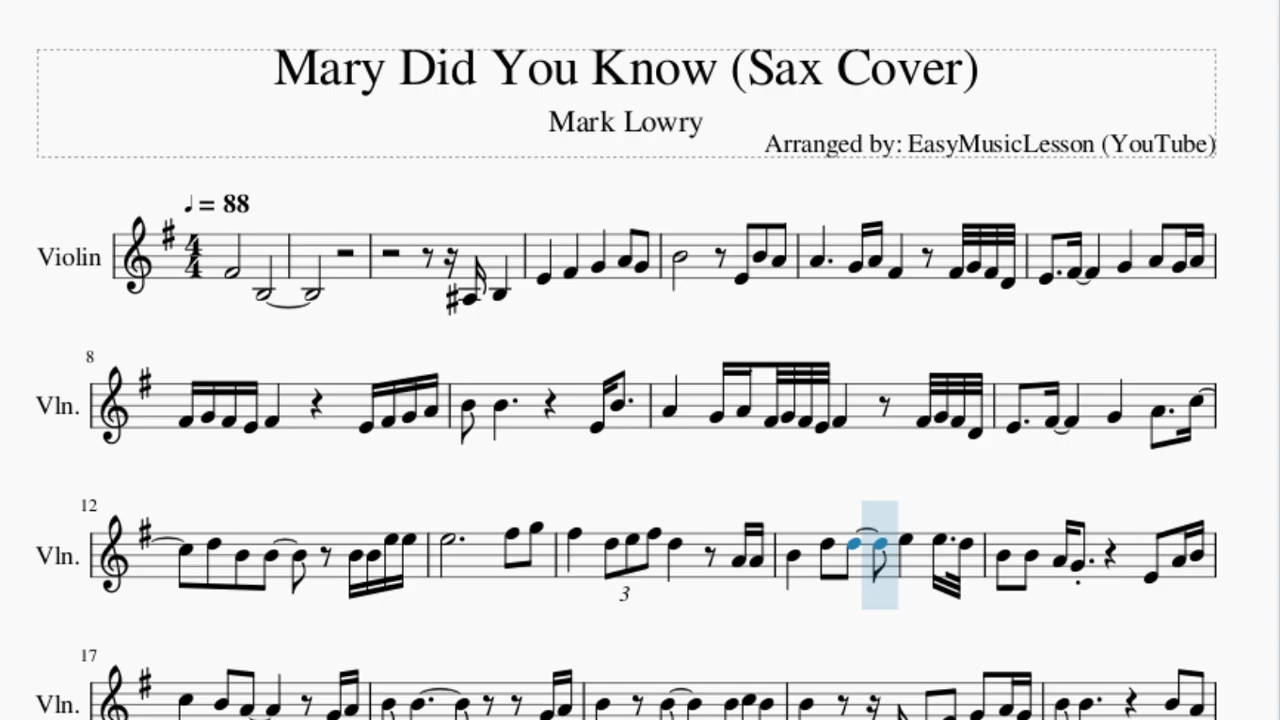 Mary Did You Know (Sax Cover)
Mark Lowry
Arranged by: EasyMusicLesson (YouTube)
♩ = 88
Violin
4
4
8
Vln.
12
Vln.
3
17
Vln.